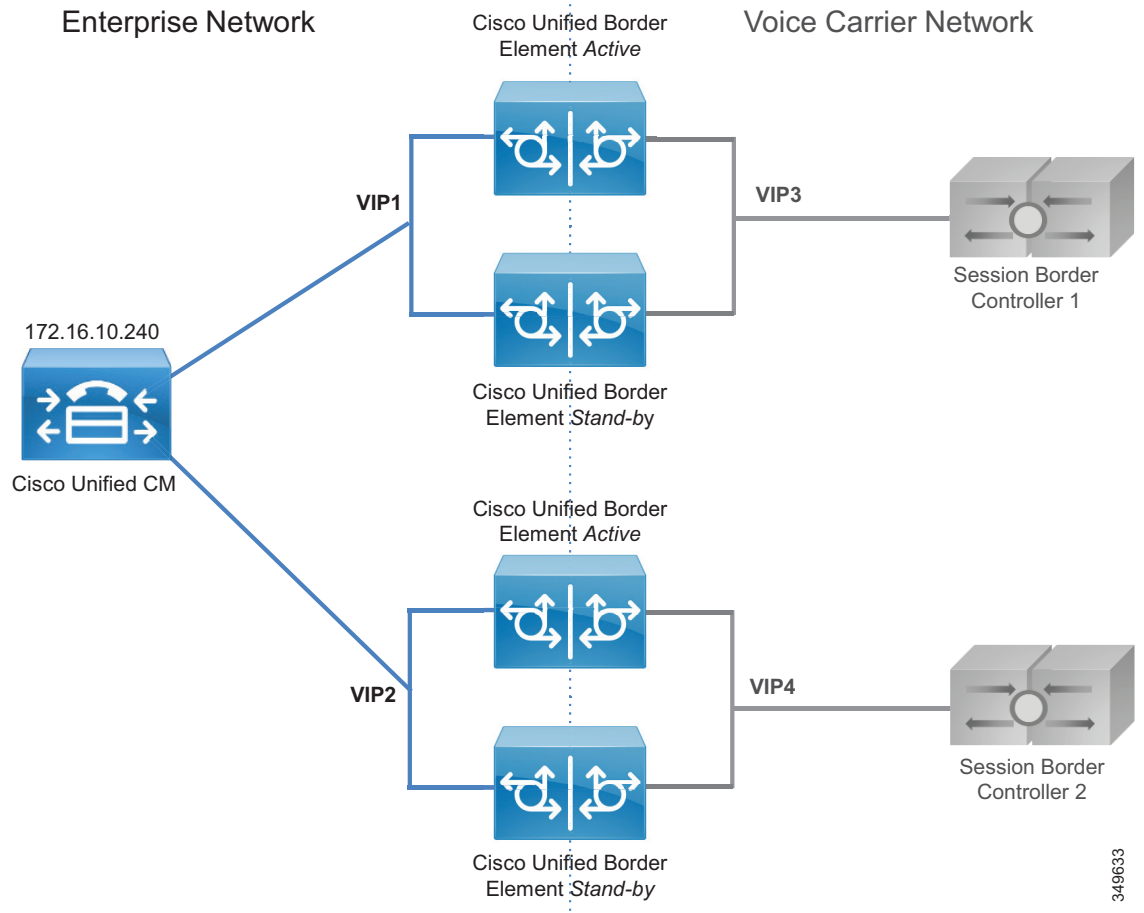 Enterprise Network
Cisco Unified Border
Element Active
Voice Carrier Network
VIP1
VIP3
Session Border
Controller 1
172.16.10.240
Cisco Unified CM
Cisco Unified Border
Element Stand-by
Cisco Unified Border
Element Active
VIP2
VIP4
Session Border
Controller 2
Cisco Unified Border
Element Stand-by
349633